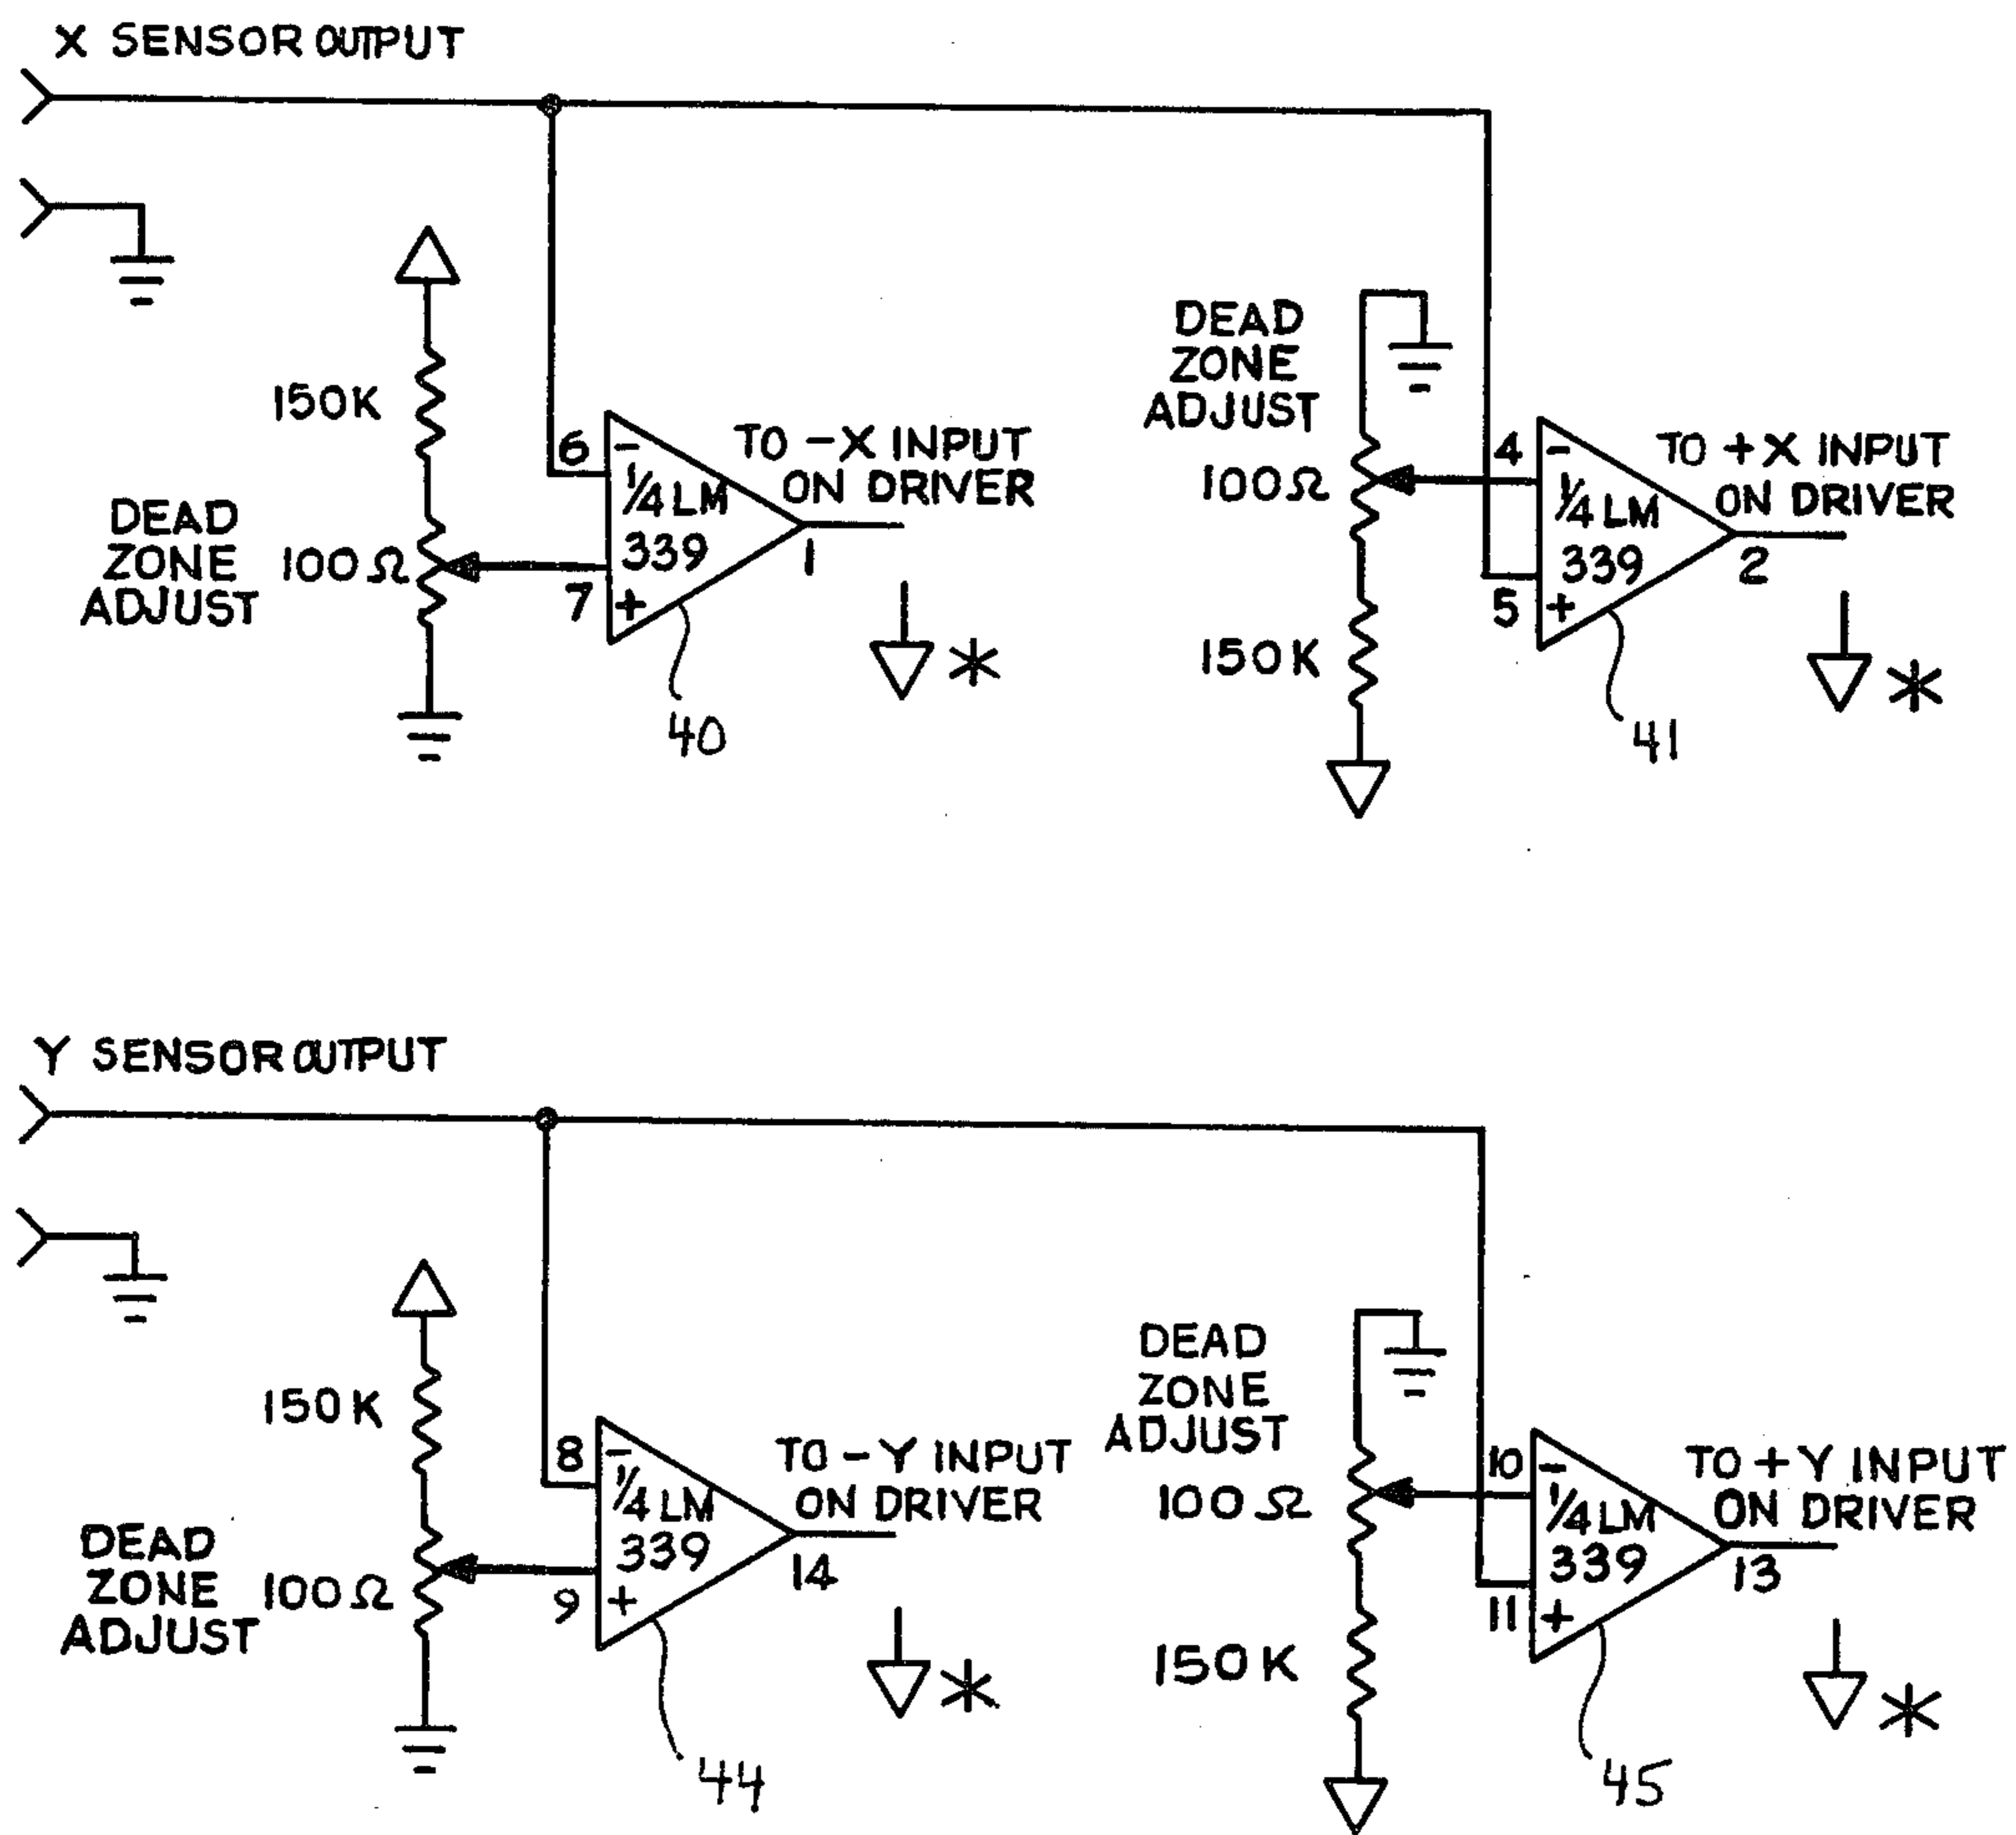 X SENSOR OUTPUT
150K
DEAD
ZONE
ADJUST
100Ω
6
-
1/4 LM
339
7
+
1
TO -X INPUT
ON DRIVER
*
40
DEAD
ZONE
ADJUST
100Ω
150K
4
-
1/4 LM
339
5
+
2
TO +X INPUT
ON DRIVER
*
41
Y SENSOR OUTPUT
150K
DEAD
ZONE
ADJUST
100Ω
8
-
1/4 LM
339
9
+
14
TO -Y INPUT
ON DRIVER
*
44
DEAD
ZONE
ADJUST
100Ω
150K
10
-
1/4 LM
339
11
+
13
TO +Y INPUT
ON DRIVER
*
45